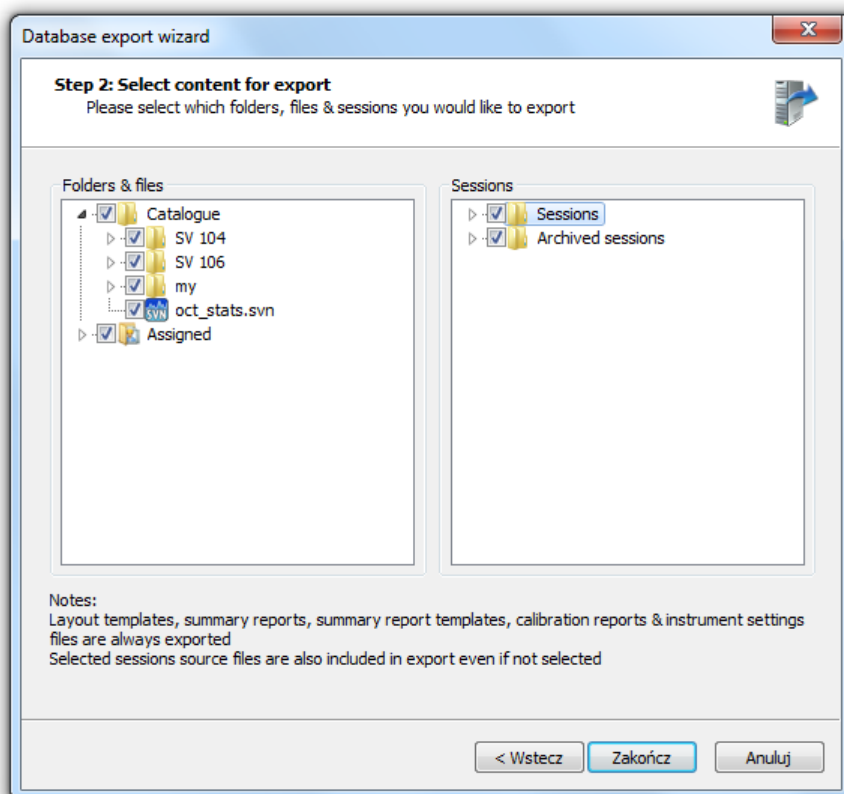 Database export wizard
Step 2: Select content for export
Please select which folders, files & sessions you would like to export
Folders & files
Catalogue
SV 104
SV 106
my
SVN oct_stats.svn
Assigned
Sessions
Sessions
Archived sessions
Notes:
Layout templates, summary reports, summary report templates, calibration reports & instrument settings
files are always exported
Selected sessions source files are also included in export even if not selected
< Wstecz
Zakończ
Anuluj